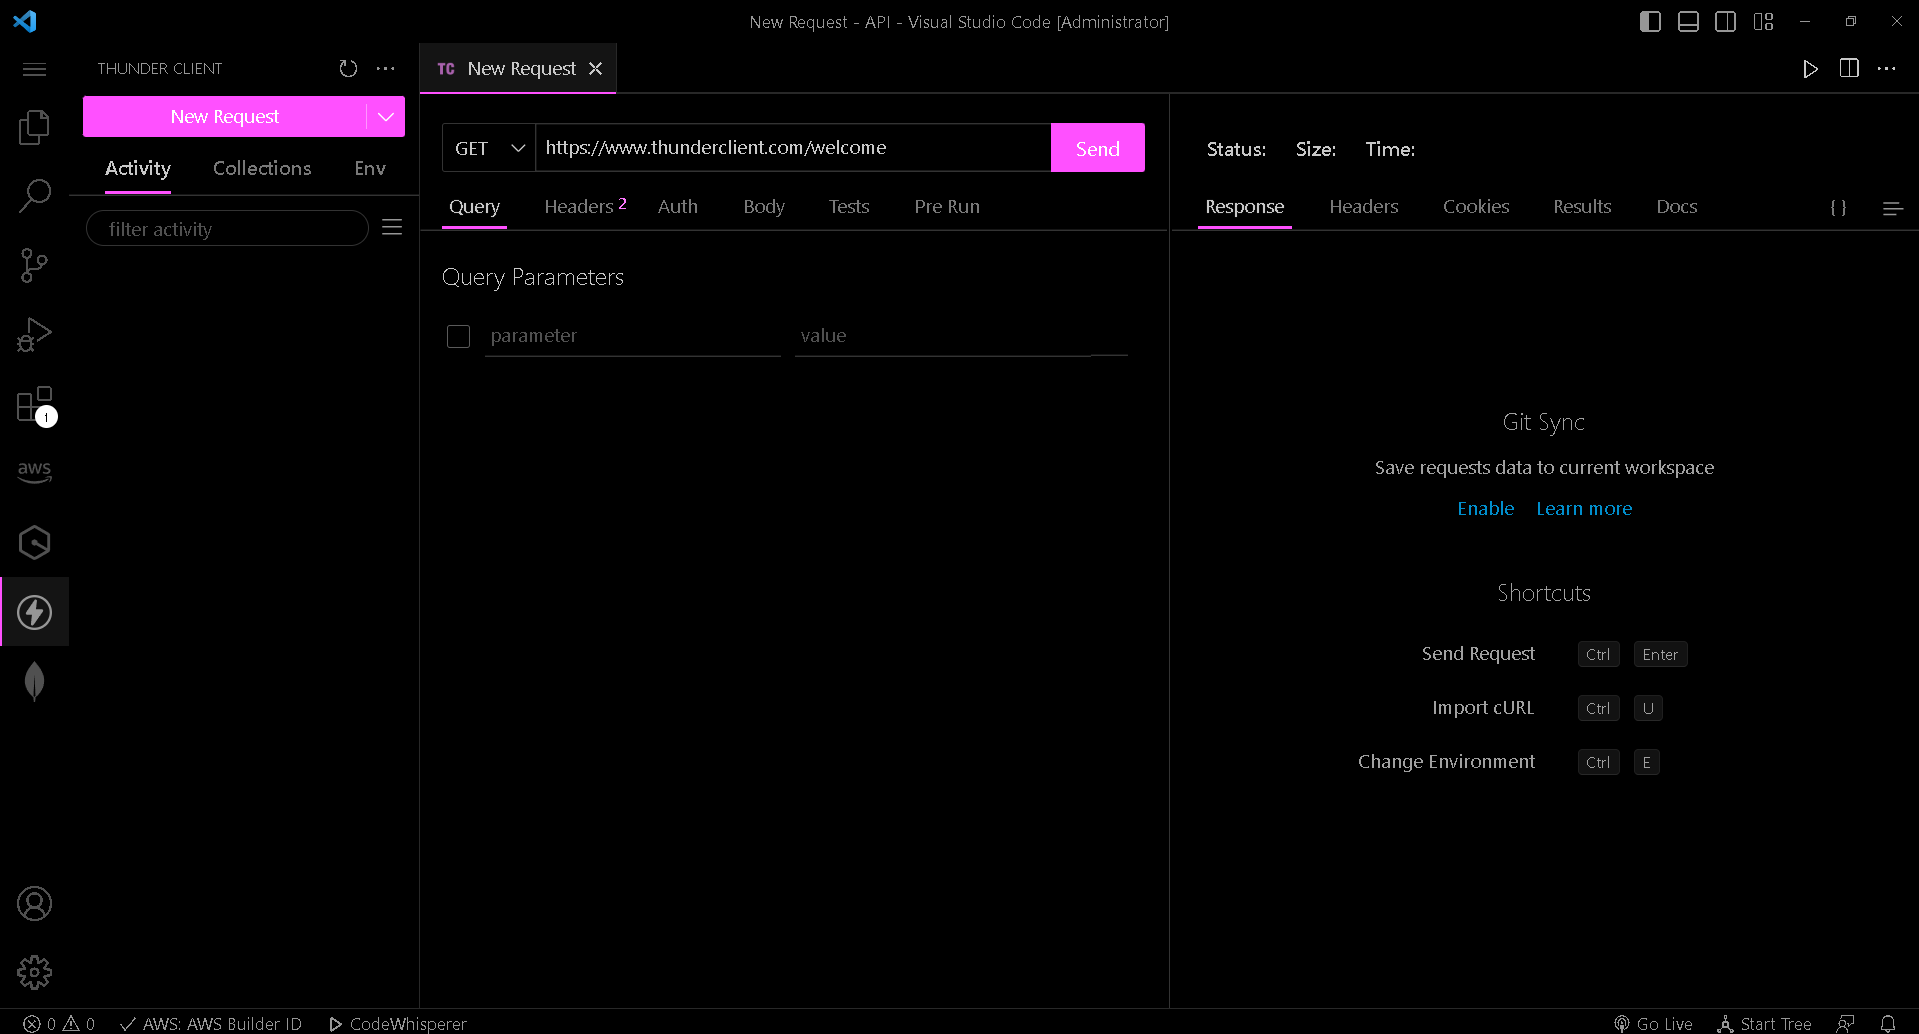 New Request - API - Visual Studio Code [Administrator]
THUNDER CLIENT
New Request
Activity Collections Env
filter activity
1
aws
TC New Request
GET https://www.thunderclient.com/welcome Send
Query Headers 2 Auth Body Tests Pre Run
Query Parameters
parameter value
Status: Size: Time:
Response Headers Cookies Results Docs { }
Git Sync
Save requests data to current workspace
Enable Learn more
Shortcuts
Send Request Ctrl Enter
Import cURL Ctrl U
Change Environment Ctrl E
0 0 AWS: AWS Builder ID CodeWhisperer Go Live Start Tree